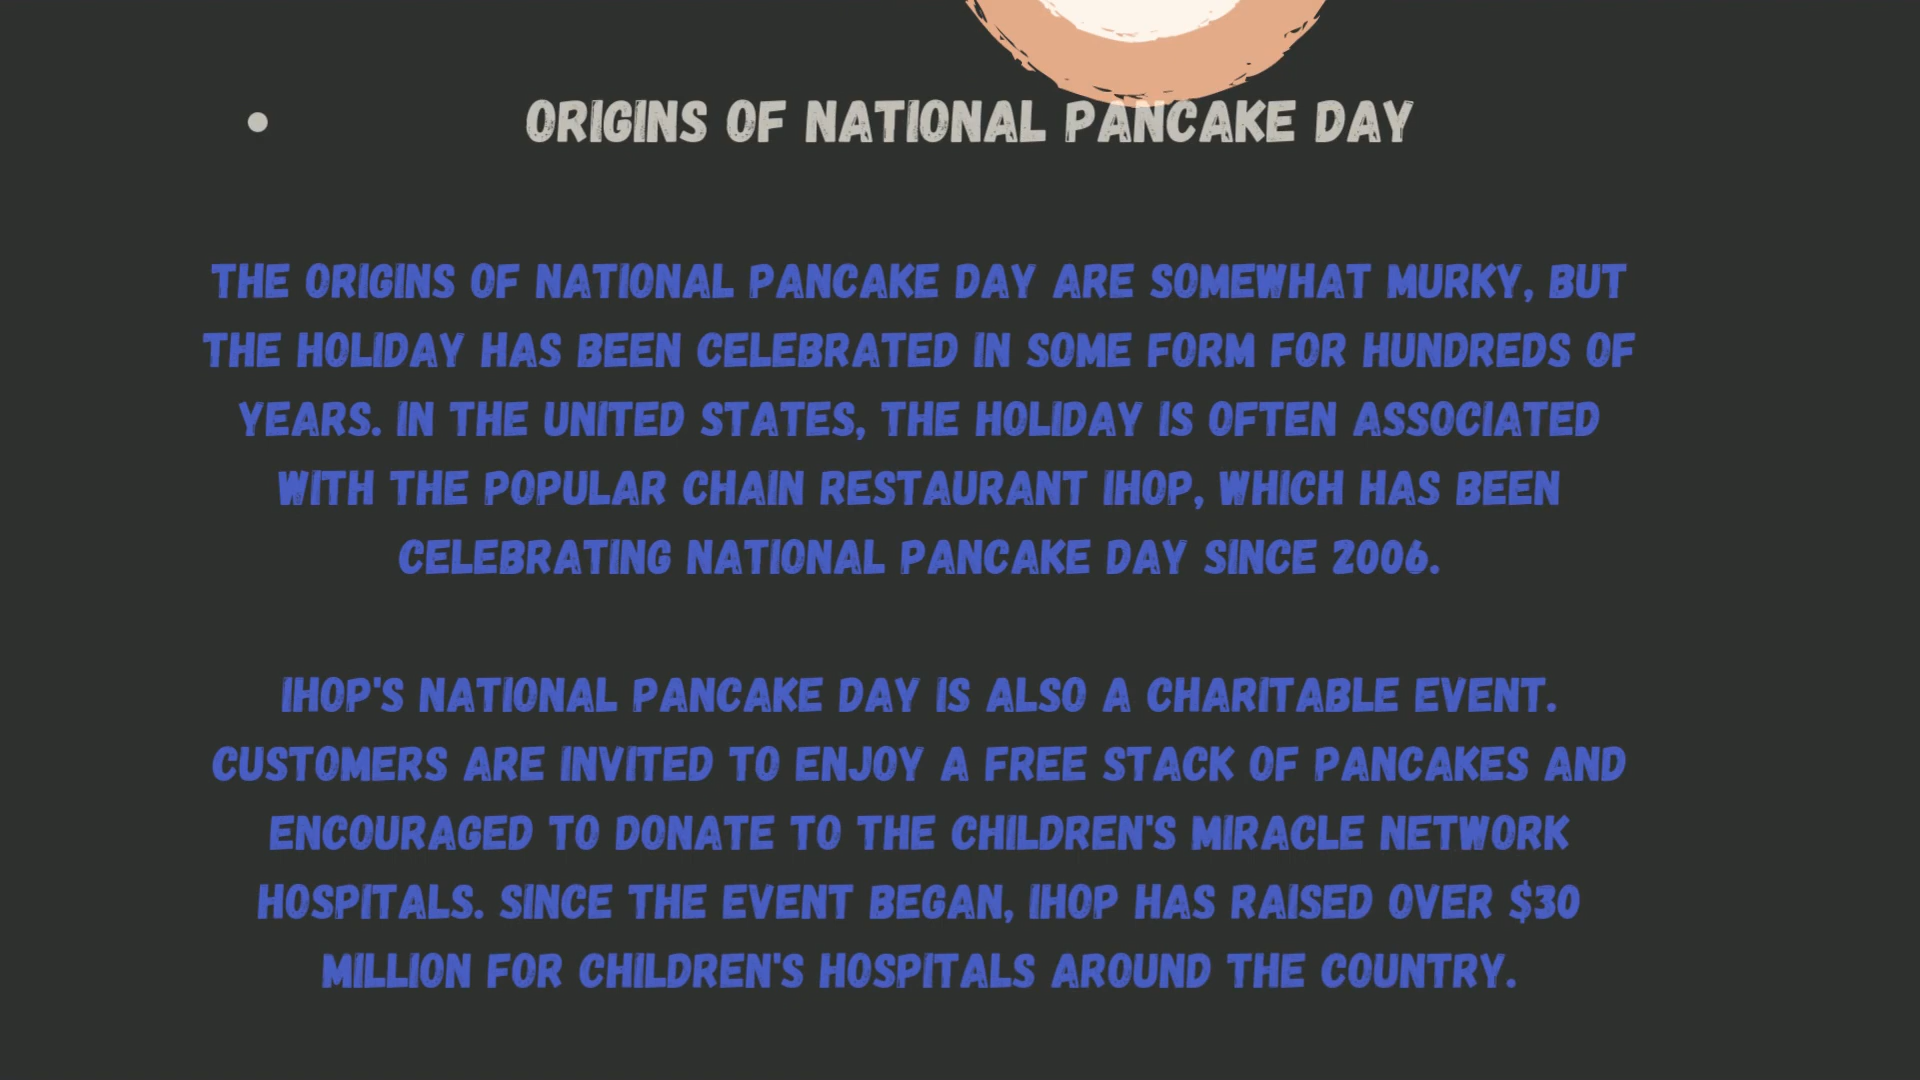 • ORIGINS OF NATIONAL PANCAKE DAY
THE ORIGINS OF NATIONAL PANCAKE DAY ARE SOMEWHAT MURKY, BUT
THE HOLIDAY HAS BEEN CELEBRATED IN SOME FORM FOR HUNDREDS OF
YEARS. IN THE UNITED STATES, THE HOLIDAY IS OFTEN ASSOCIATED
WITH THE POPULAR CHAIN RESTAURANT IHOP, WHICH HAS BEEN
CELEBRATING NATIONAL PANCAKE DAY SINCE 2006.
IHOP'S NATIONAL PANCAKE DAY IS ALSO A CHARITABLE EVENT.
CUSTOMERS ARE INVITED TO ENJOY A FREE STACK OF PANCAKES AND
ENCOURAGED TO DONATE TO THE CHILDREN'S MIRACLE NETWORK
HOSPITALS. SINCE THE EVENT BEGAN, IHOP HAS RAISED OVER $30
MILLION FOR CHILDREN'S HOSPITALS AROUND THE COUNTRY.